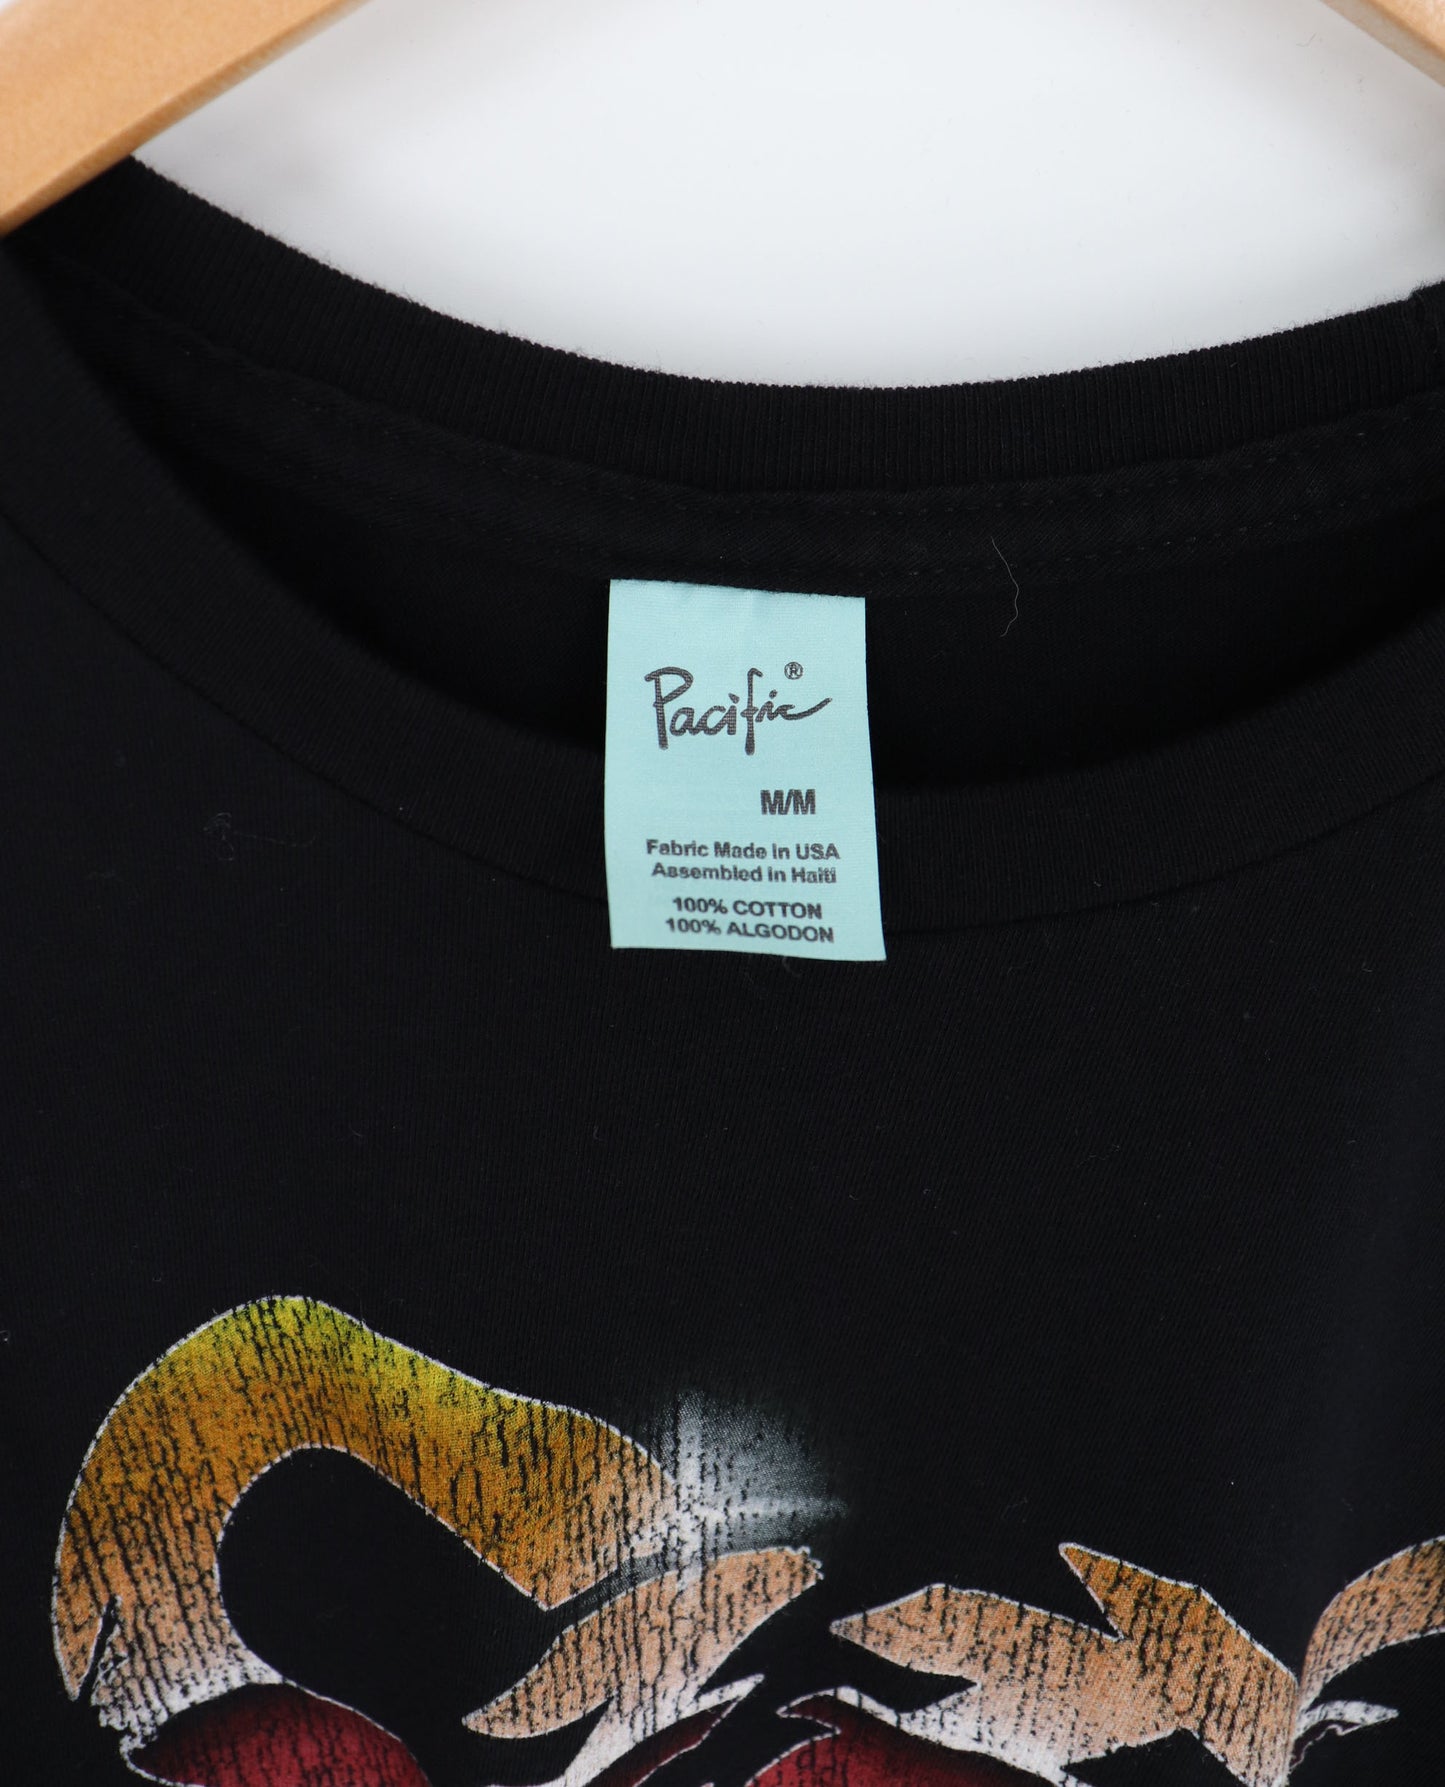 Pacific®
M/M
Fabric Made In USA
Assembled in Haiti
100% COTTON
100% ALGODON